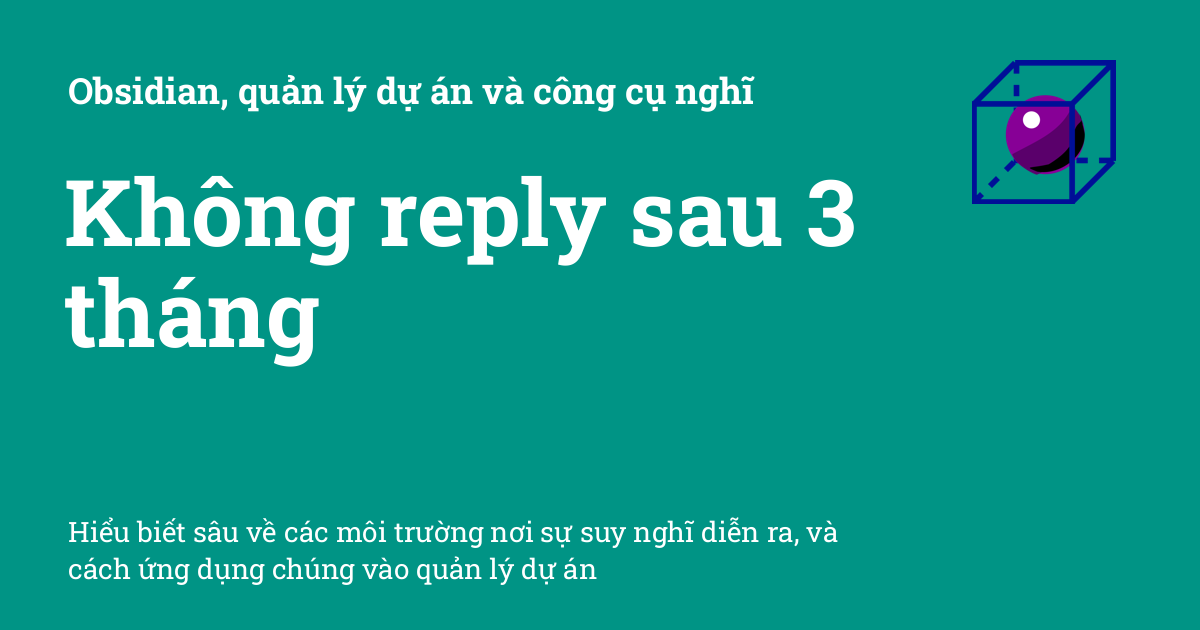 Obsidian, quản lý dự án và công cụ nghĩ
Không reply sau 3
tháng
Hiểu biết sâu về các môi trường nơi sự suy nghĩ diễn ra, và
cách ứng dụng chúng vào quản lý dự án